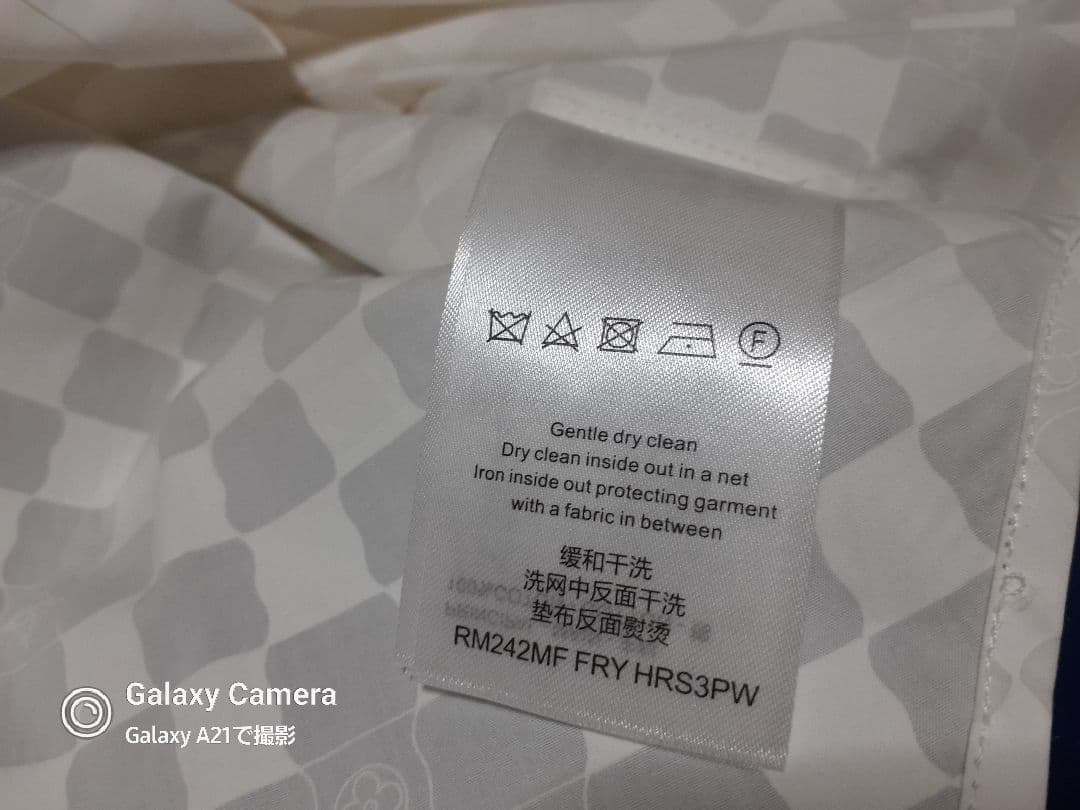 F
Gentle dry clean
Dry clean inside out in a net
Iron inside out protecting garment
with a fabric in between
缓和干洗
洗网中反面干洗
垫布反面熨烫
RM242MF FRY HRS3PW
Galaxy Camera
Galaxy A21で撮影